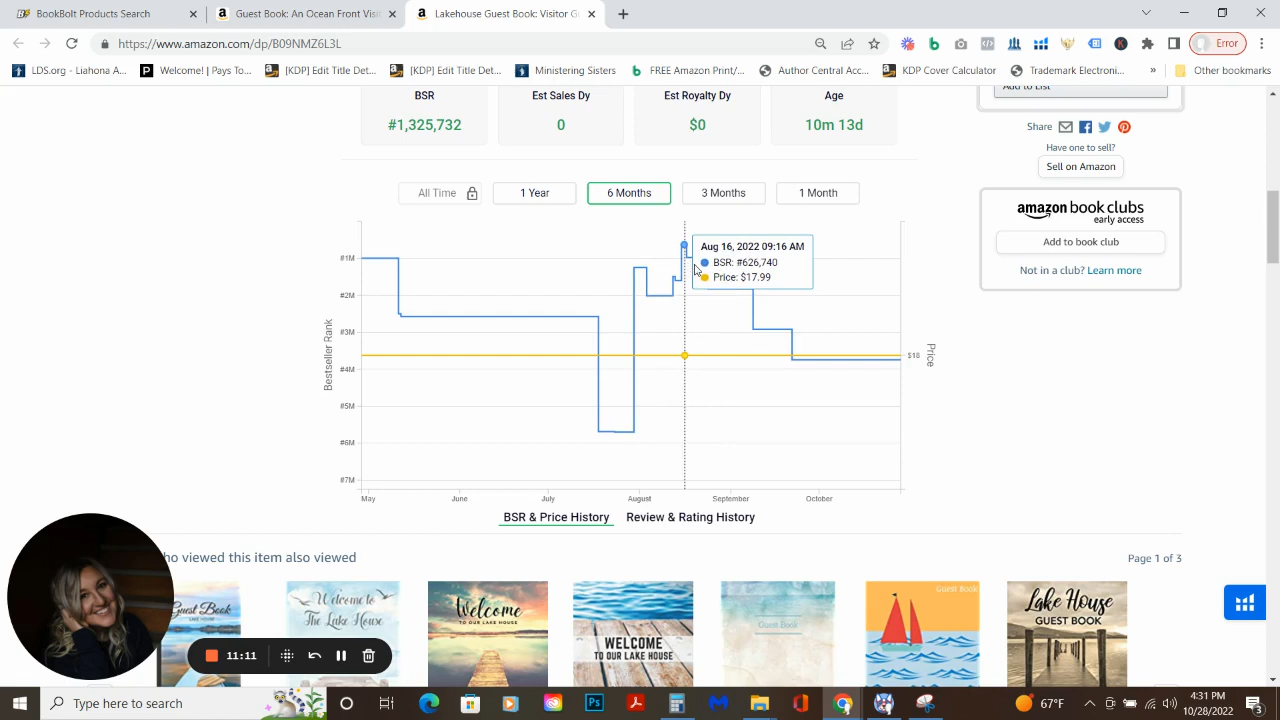 BookBolt Products Search
Guest Book: From Our Visit
Lakehouse Guest Book: G
https://www.amazon.com/dp/B09NMZ6L3L
Error
LDS.org - Liahona A...
Welcome! | Pays To...
[KDP] Edit Title Det...
[KDP] Edit Title Det...
Ministering Sisters
FREE Amazon Print/...
Author Central Acc...
KDP Cover Calculator
Trademark Electroni...
»
Other bookmarks
Add to List
BSR
Est Sales Dy
Est Royalty Dy
Age
#1,325,732
0
$0
10m 13d
Share
Have one to sell?
Sell on Amazon
All Time
1 Year
6 Months
3 Months
1 Month
amazon book clubs
early access
Add to book club
Not in a club? Learn more
Aug 16, 2022 09:16 AM
BSR: #626,740
Price: $17.99
#1M
#2M
#3M
#4M
#5M
#6M
#7M
Bestseller Rank
Price
$18
May
June
July
August
September
October
BSR & Price History
Review & Rating History
ho viewed this item also viewed
Page 1 of 3
Guest Book
Welcome to
The Lake House
Welcome
TO OUR LAKE HOUSE
WELCOME
TO OUR LAKE HOUSE
Guest Book
Guest Book
Lake House
GUEST BOOK
11:11
Type here to search
Ps
67°F
4:31 PM
10/28/2022
3